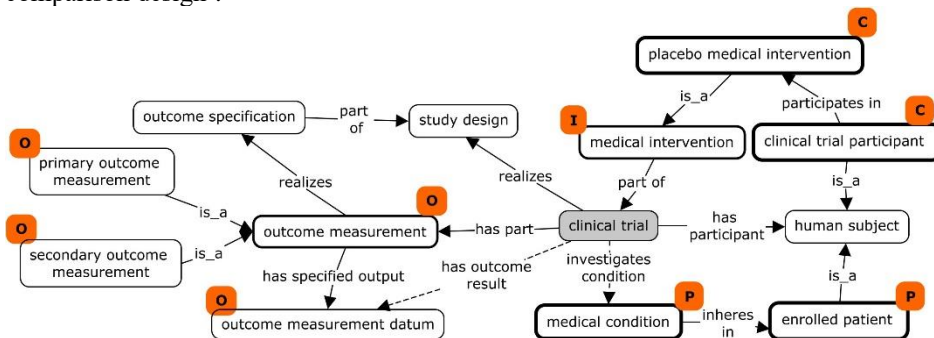 comparison design .
C
placebo medical intervention
is_a
participates in
outcome specification
part
of
study design
I
medical intervention
C
clinical trial participant
O
primary outcome
measurement
realizes
realizes
part of
is_a
is_a
O
outcome measurement
has part
clinical trial
has
participant
human subject
O
secondary outcome
measurement
is_a
has specified output
has outcome
result
investigates
condition
is_a
O
outcome measurement datum
P
medical condition
inheres
in
P
enrolled patient